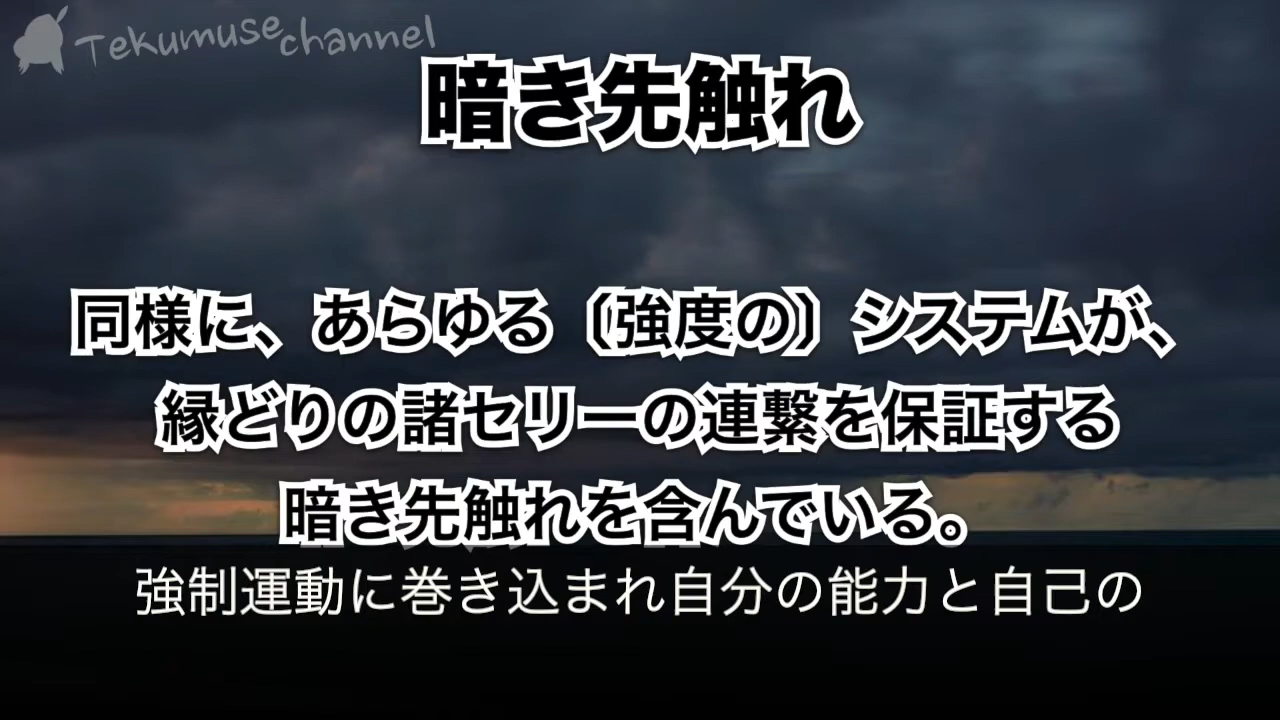 Tekumuse channel
暗き先触れ
同様に、あらゆる〔強度の〕システムが、
縁どりの諸セリーの連繋を保証する
暗き先触れを含んでいる。
強制運動に巻き込まれ自分の能力と自己の